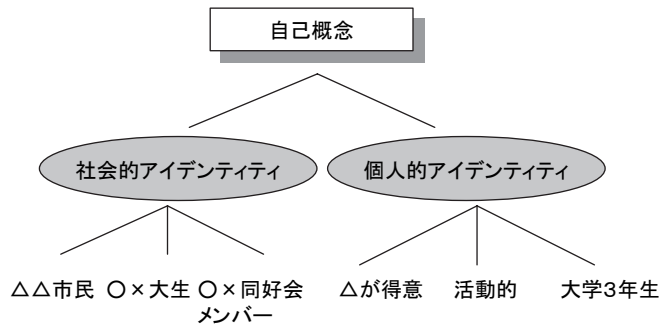 自己概念
社会的アイデンティティ
個人的アイデンティティ
△△市民
○×大生
○×同好会
メンバー
△が得意
活動的
大学3年生